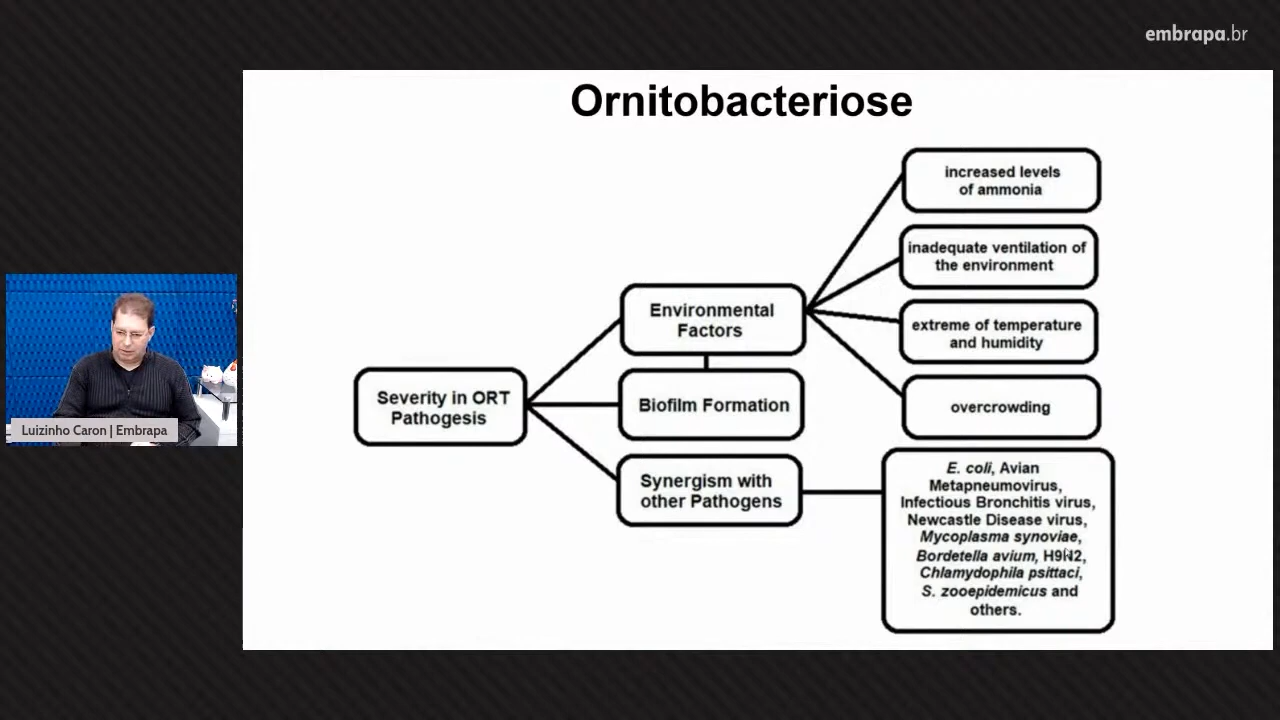 embrapa.br
Ornitobacteriose
increased levels
of ammonia
inadequate ventilation of
the environment
Environmental
Factors
extreme of temperature
and humidity
Severity in ORT
Pathogesis
Biofilm Formation
overcrowding
Synergism with
other Pathogens
E. coli, Avian
Metapneumovirus,
Infectious Bronchitis virus,
Newcastle Disease virus,
Mycoplasma synoviae,
Bordetella avium, H9N2,
Chlamydophila psittaci,
S. zooepidemicus and
others.
Luizinho Caron | Embrapa